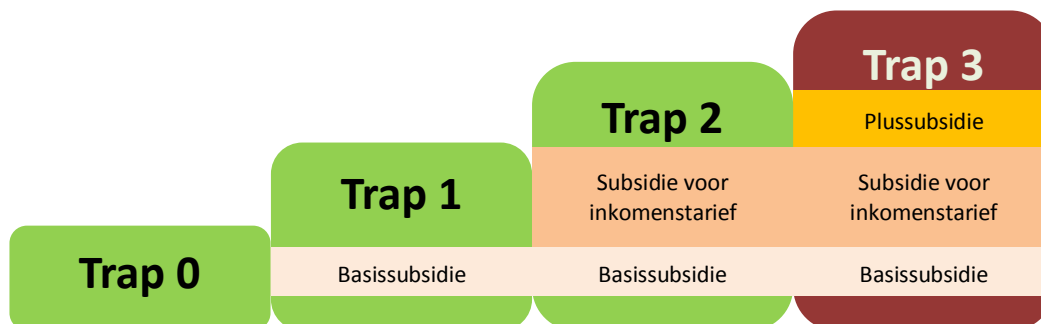 Trap 0
Trap 1
Basissubsidie
Trap 2
Subsidie voor
inkomenstarief
Basissubsidie
Trap 3
Plussubsidie
Subsidie voor
inkomenstarief
Basissubsidie